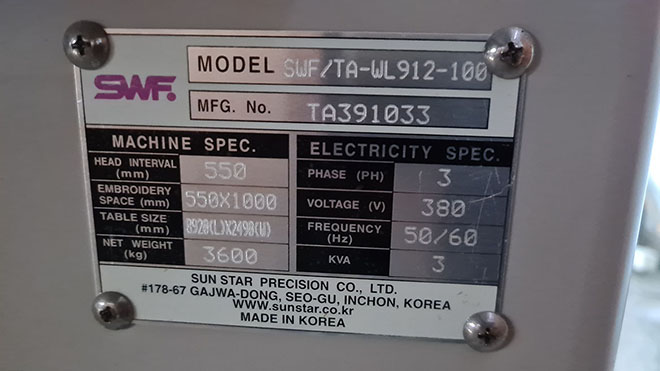 SWF.
MODEL SWF/TA-WL912-100
MFG. No. TA391033
MACHINE SPEC.
HEAD INTERVAL (mm) 550
EMBROIDERY SPACE (mm) 550X1000
TABLE SIZE (mm) 8920(L)X2490(W)
NET WEIGHT (kg) 3600
ELECTRICITY SPEC.
PHASE (PH) 3
VOLTAGE (V) 380
FREQUENCY (Hz) 50/60
KVA 3
SUN STAR PRECISION CO., LTD.
#178-67 GAJWA-DONG, SEO-GU, INCHON, KOREA
www.sunstar.co.kr
MADE IN KOREA